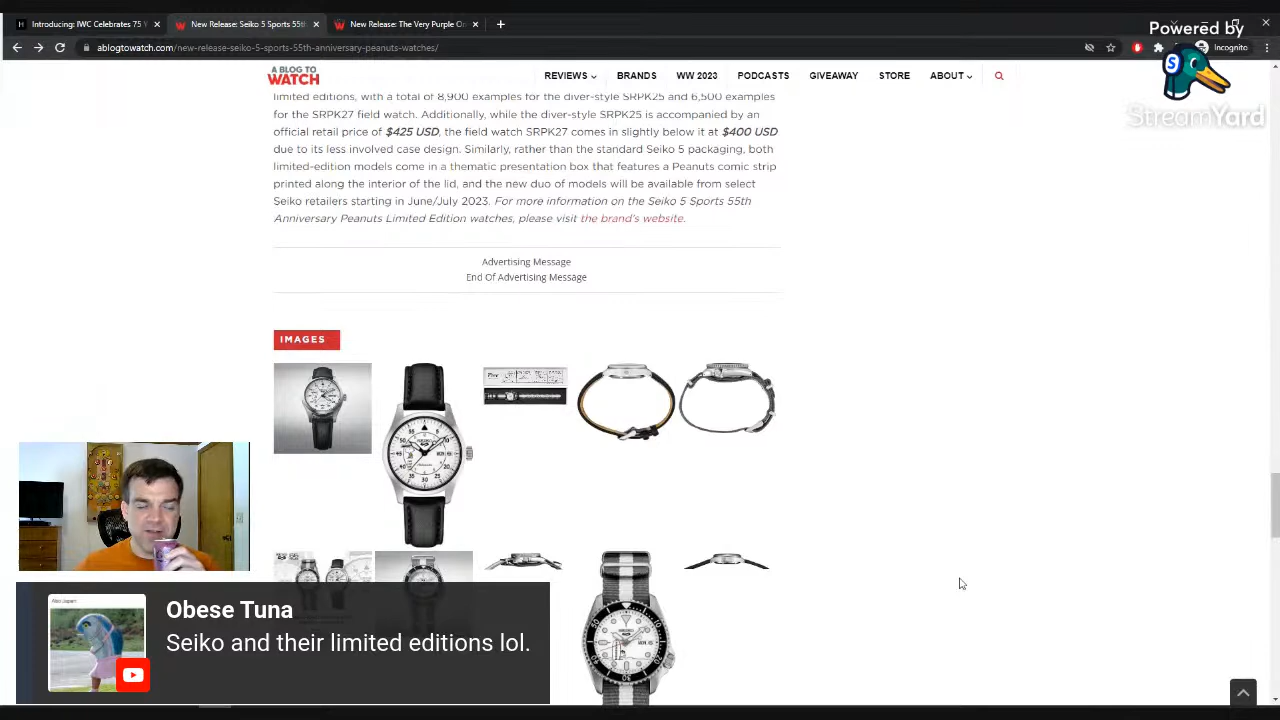 Introducing: IWC Celebrates 75 Y
New Release: Seiko 5 Sports 55th
New Release: The Very Purple Cir
Powered by
ablogtowatch.com/new-release-seiko-5-sports-55th-anniversary-peanuts-watches/
Incognito
A BLOG TO
WATCH
REVIEWS
BRANDS
WW 2023
PODCASTS
GIVEAWAY
STORE
ABOUT
S
StreamYard
limited editions, with a total of 8,900 examples for the diver-style SRPK25 and 6,500 examples
for the SRPK27 field watch. Additionally, while the diver-style SRPK25 is accompanied by an
official retail price of $425 USD, the field watch SRPK27 comes in slightly below it at $400 USD
due to its less involved case design. Similarly, rather than the standard Seiko 5 packaging, both
limited-edition models come in a thematic presentation box that features a Peanuts comic strip
printed along the interior of the lid, and the new duo of models will be available from select
Seiko retailers starting in June/July 2023. For more information on the Seiko 5 Sports 55th
Anniversary Peanuts Limited Edition watches, please visit the brand's website.
Advertising Message
End Of Advertising Message
IMAGES
Obese Tuna
Seiko and their limited editions lol.